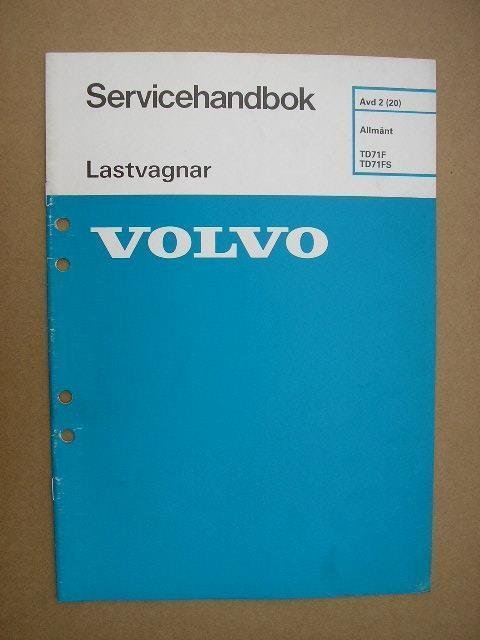 Servicehandbok
Lastvagnar
Avd 2 (20)
Allmänt
TD71F
TD71FS
VOLVO